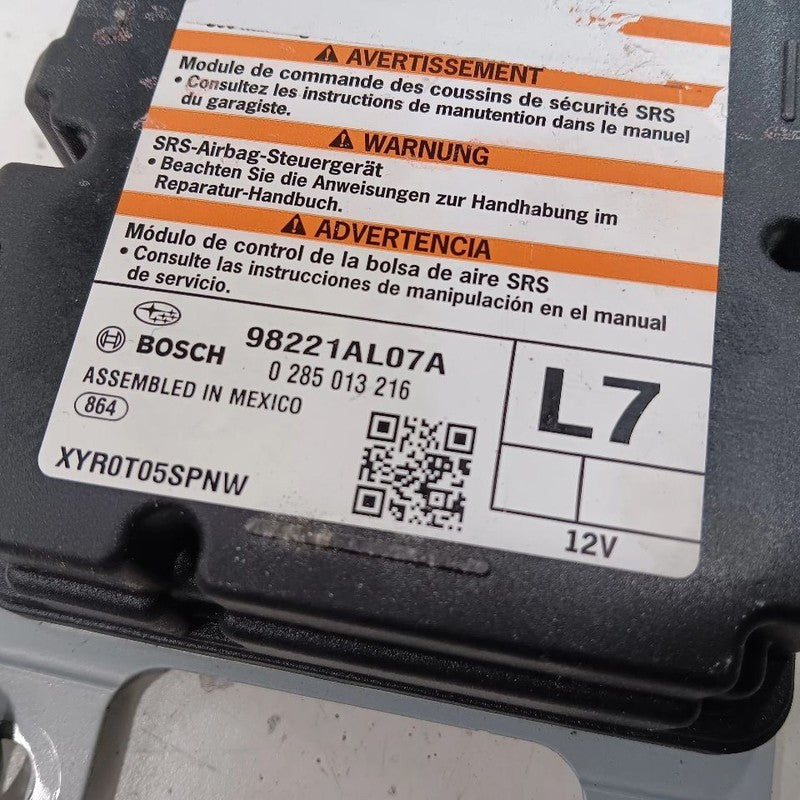 AVERTISSEMENT
Module de commande des coussins de sécurité SRS
• Consultez les instructions de manutention dans le manuel
du garagiste.
WARNUNG
SRS-Airbag-Steuergerät
• Beachten Sie die Anweisungen zur Handhabung im
Reparatur-Handbuch.
ADVERTENCIA
Módulo de control de la bolsa de aire SRS
• Consulte las instrucciones de manipulación en el manual
de servicio.
BOSCH 98221AL07A
0 285 013 216
ASSEMBLED IN MEXICO
864
XYR0T05SPNW
L7
12V